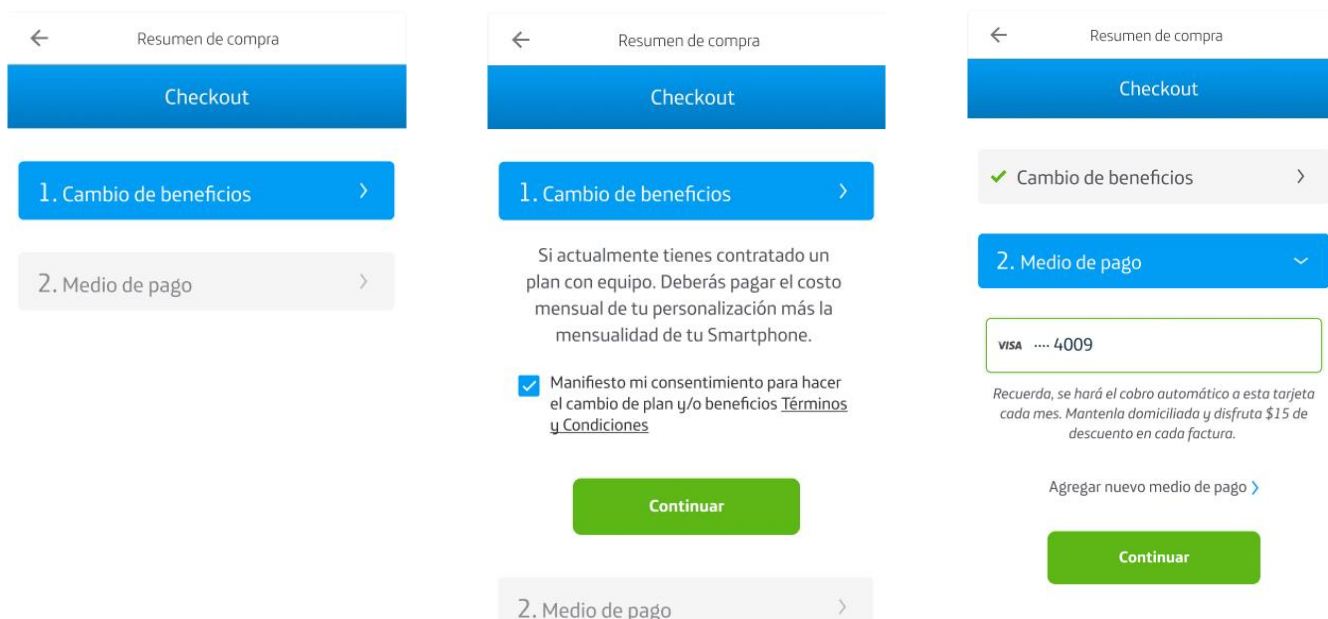 Resumen de compra
Checkout
1. Cambio de beneficios
2. Medio de pago
Resumen de compra
Checkout
1. Cambio de beneficios
Si actualmente tienes contratado un
plan con equipo. Deberás pagar el costo
mensual de tu personalización más la
mensualidad de tu Smartphone.
Manifiesto mi consentimiento para hacer
el cambio de plan y/o beneficios Términos
y Condiciones
Continuar
2. Medio de pago
Resumen de compra
Checkout
Cambio de beneficios
2. Medio de pago
VISA ···· 4009
Recuerda, se hará el cobro automático a esta tarjeta
cada mes. Mantenla domiciliada y disfruta $15 de
descuento en cada factura.
Agregar nuevo medio de pago
Continuar